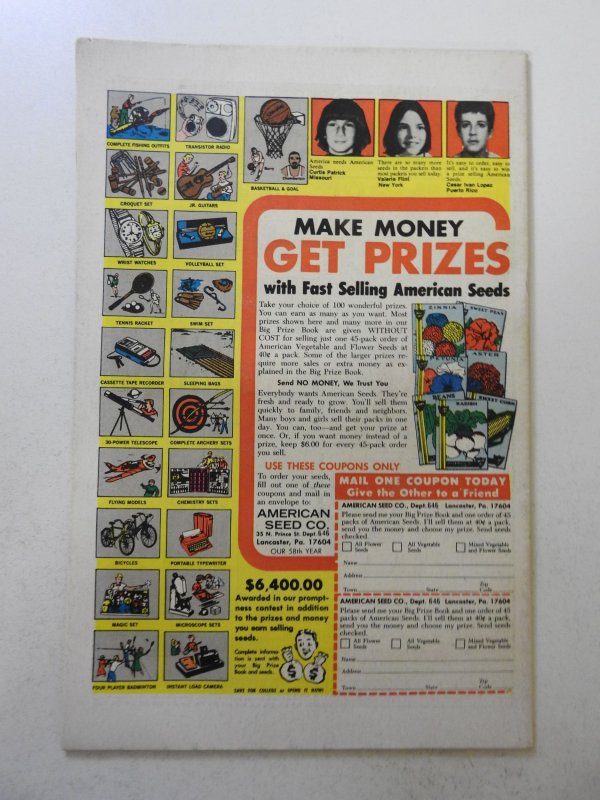 COMPLETE FISHING OUTFITS
TRANSISTOR RADIO
BASKETBALL & GOAL
America needs American
Seeds.
Curtis Patrick
Missouri
There are so many more
seeds in the packets than
most packets you sell today.
Valerie Flint
New York
It's easy to order, easy to
sell, and it's easy to win
a prize selling American
Seeds.
Cesar Ivan Lopez
Puerto Rico
CROQUET SET
JR. GUITARS
WRIST WATCHES
VOLLEYBALL SET
TENNIS RACKET
SWIM SET
CASSETTE TAPE RECORDER
SLEEPING BAGS
30-POWER TELESCOPE
COMPLETE ARCHERY SETS
FLYING MODELS
CHEMISTRY SETS
BICYCLES
PORTABLE TYPEWRITER
MAGIC SET
MICROSCOPE SETS
FOUR PLAYER BADMINTON
INSTANT LOAD CAMERA
MAKE MONEY
GET PRIZES
with Fast Selling American Seeds
Take your choice of 100 wonderful prizes.
You can earn as many as you want. Most
prizes shown here and many more in our
Big Prize Book are given WITHOUT
COST for selling just one 45-pack order of
American Vegetable and Flower Seeds at
40¢ a pack. Some of the larger prizes re-
quire more sales or extra money as ex-
plained in the Big Prize Book.
Send NO MONEY, We Trust You
Everybody wants American Seeds. They're
fresh and ready to grow. You'll sell them
quickly to family, friends and neighbors.
Many boys and girls sell their packs in one
day. You can, too—and get your prize at
once. Or, if you want money instead of a
prize, keep $6.00 for every 45-pack order
you sell.
ZINNIA
SWEET PEAS
PETUNIA
ASTER
BEANS
RADISH
SWEET CORN
USE THESE COUPONS ONLY
To order your seeds,
fill out one of these
coupons and mail in
an envelope to:
AMERICAN
SEED CO.
35 N. Prince St. Dept. 646
Lancaster, Pa. 17604
OUR 58th YEAR
MAIL ONE COUPON TODAY
Give the Other to a Friend
AMERICAN SEED CO., Dept. 646 Lancaster, Pa. 17604
Please send me your Big Prize Book and one order of 45
packs of American Seeds. I'll sell them at 40¢ a pack,
send you the money and choose my prize. Send seeds
checked.
All Flower Seeds
All Vegetable Seeds
Mixed Vegetable and Flower Seeds
Name
Address
Town State Zip Code
AMERICAN SEED CO., Dept. 646 Lancaster, Pa. 17604
Please send me your Big Prize Book and one order of 45
packs of American Seeds. I'll sell them at 40¢ a pack,
send you the money and choose my prize. Send seeds
checked.
All Flower Seeds
All Vegetable Seeds
Mixed Vegetable and Flower Seeds
Name
Address
Town State Zip Code
$6,400.00
Awarded in our prompt-
ness contest in addition
to the prizes and money
you earn selling
seeds.
Complete informa-
tion is sent with
your Big Prize
Book and seeds.
$ $
SAVE FOR COLLEGE or SPEND IT NOW!